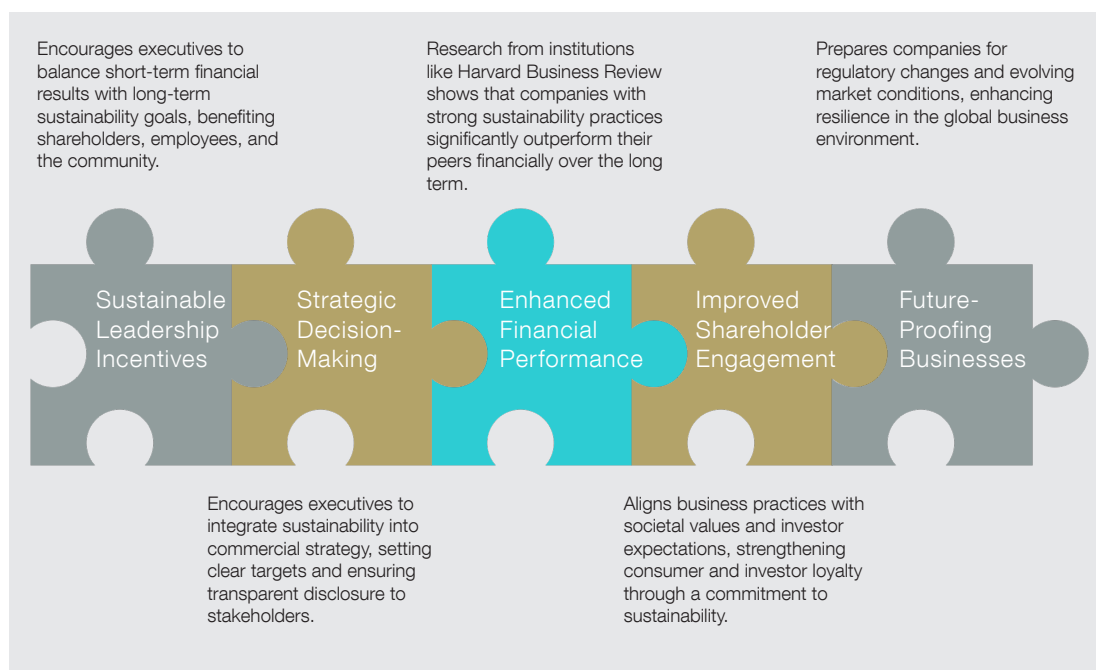 Encourages executives to
balance short-term financial
results with long-term
sustainability goals, benefiting
shareholders, employees, and
the community.
Research from institutions
like Harvard Business Review
shows that companies with
strong sustainability practices
significantly outperform their
peers financially over the long
term.
Prepares companies for
regulatory changes and evolving
market conditions, enhancing
resilience in the global business
environment.
Sustainable
Leadership
Incentives
Strategic
Decision-
Making
Enhanced
Financial
Performance
Improved
Shareholder
Engagement
Future-
Proofing
Businesses
Encourages executives to
integrate sustainability into
commercial strategy, setting
clear targets and ensuring
transparent disclosure to
stakeholders.
Aligns business practices with
societal values and investor
expectations, strengthening
consumer and investor loyalty
through a commitment to
sustainability.